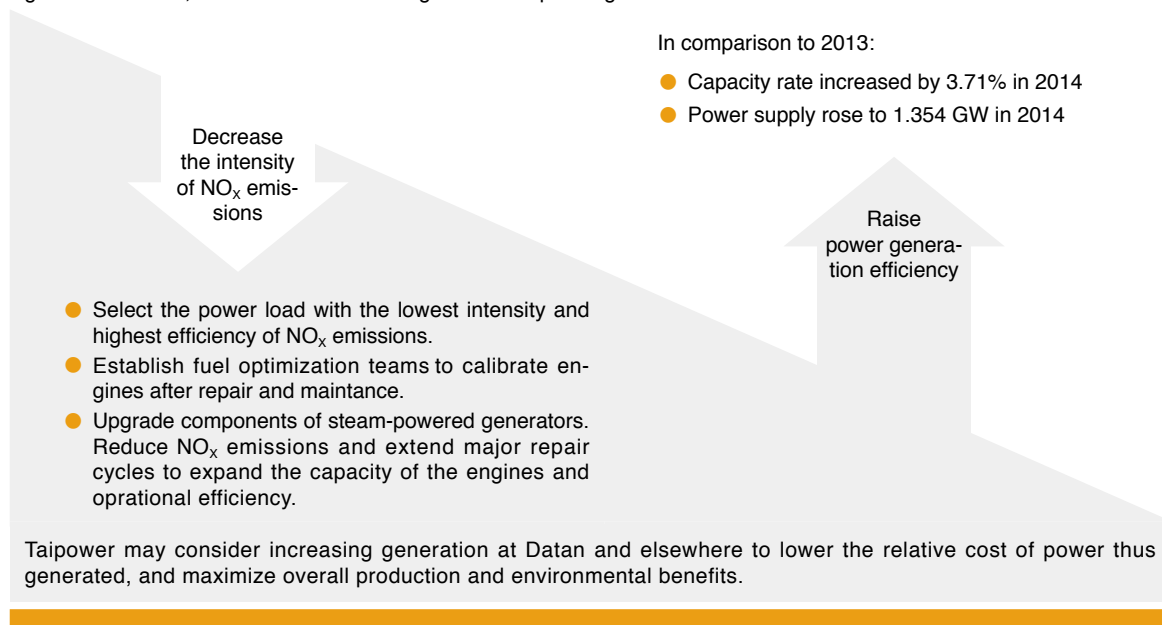 In comparison to 2013:
● Capacity rate increased by 3.71% in 2014
● Power supply rose to 1.354 GW in 2014
Decrease
the intensity
of NOₓ emis-
sions
Raise
power genera-
tion efficiency
● Select the power load with the lowest intensity and
highest efficiency of NOₓ emissions.
● Establish fuel optimization teams to calibrate en-
gines after repair and maintance.
● Upgrade components of steam-powered generators.
Reduce NOₓ emissions and extend major repair
cycles to expand the capacity of the engines and
oprational efficiency.
Taipower may consider increasing generation at Datan and elsewhere to lower the relative cost of power thus
generated, and maximize overall production and environmental benefits.